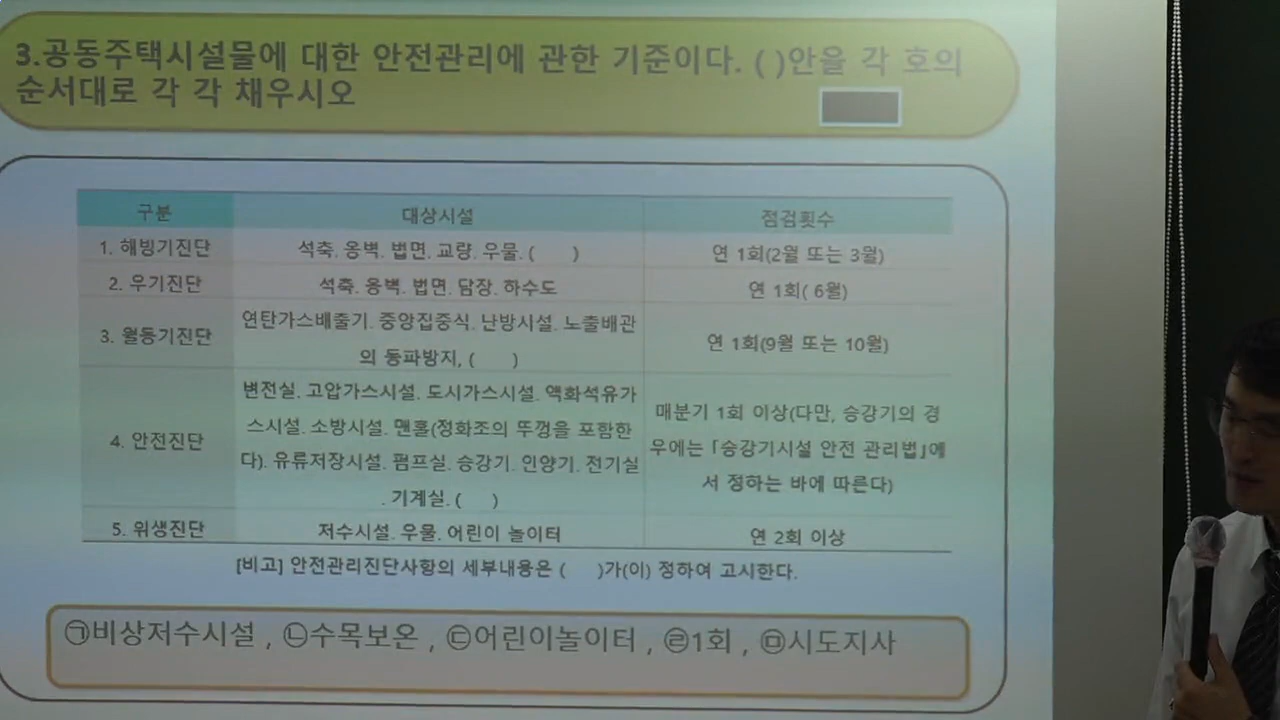 3.공동주택시설물에 대한 안전관리에 관한 기준이다. ( )안을 각 호의
순서대로 각 각 채우시오
구분 대상시설 점검횟수
1. 해빙기진단 석축. 옹벽. 법면. 교량. 우물. ( ) 연 1회(2월 또는 3월)
2. 우기진단 석축. 옹벽. 법면. 담장. 하수도 연 1회( 6월)
3. 월동기진단 연탄가스배출기. 중앙집중식. 난방시설. 노출배관
의 동파방지, ( ) 연 1회(9월 또는 10월)
4. 안전진단 변전실. 고압가스시설. 도시가스시설. 액화석유가
스시설. 소방시설. 맨홀(정화조의 뚜껑을 포함한
다). 유류저장시설. 펌프실. 승강기. 인양기. 전기실
. 기계실. ( )
매분기 1회 이상(다만, 승강기의 경
우에는 「승강기시설 안전 관리법」에
서 정하는 바에 따른다)
5. 위생진단 저수시설. 우물. 어린이 놀이터 연 2회 이상
[비고] 안전관리진단사항의 세부내용은 ( )가(이) 정하여 고시한다.
㉠비상저수시설 , ㉡수목보온 , ㉢어린이놀이터 , ㉣1회 , ㉤시도지사